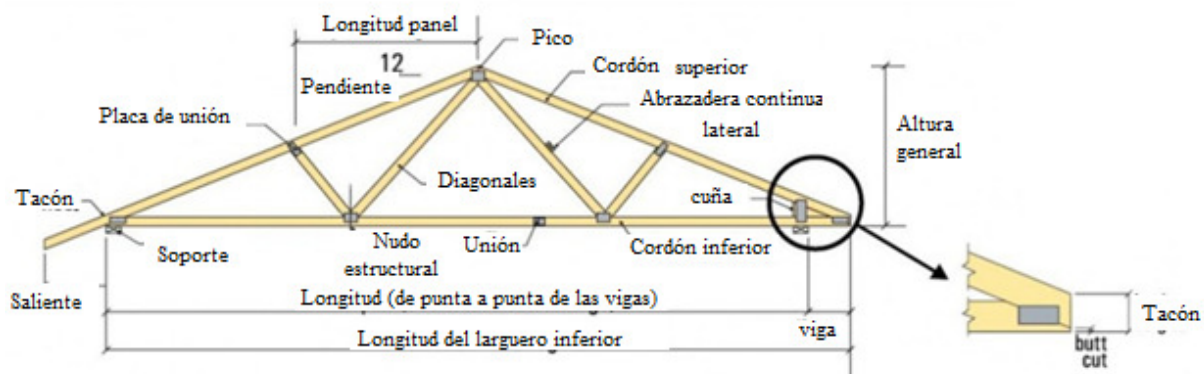 Longitud panel
Pico
12
Pendiente
Cordón superior
Abrazadera continua
lateral
Placa de unión
Altura
general
Diagonales
Tacón
cuña
Soporte
Nudo
estructural
Unión
Cordón inferior
Saliente
Longitud (de punta a punta de las vigas)
viga
Longitud del larguero inferior
Tacón
butt
cut